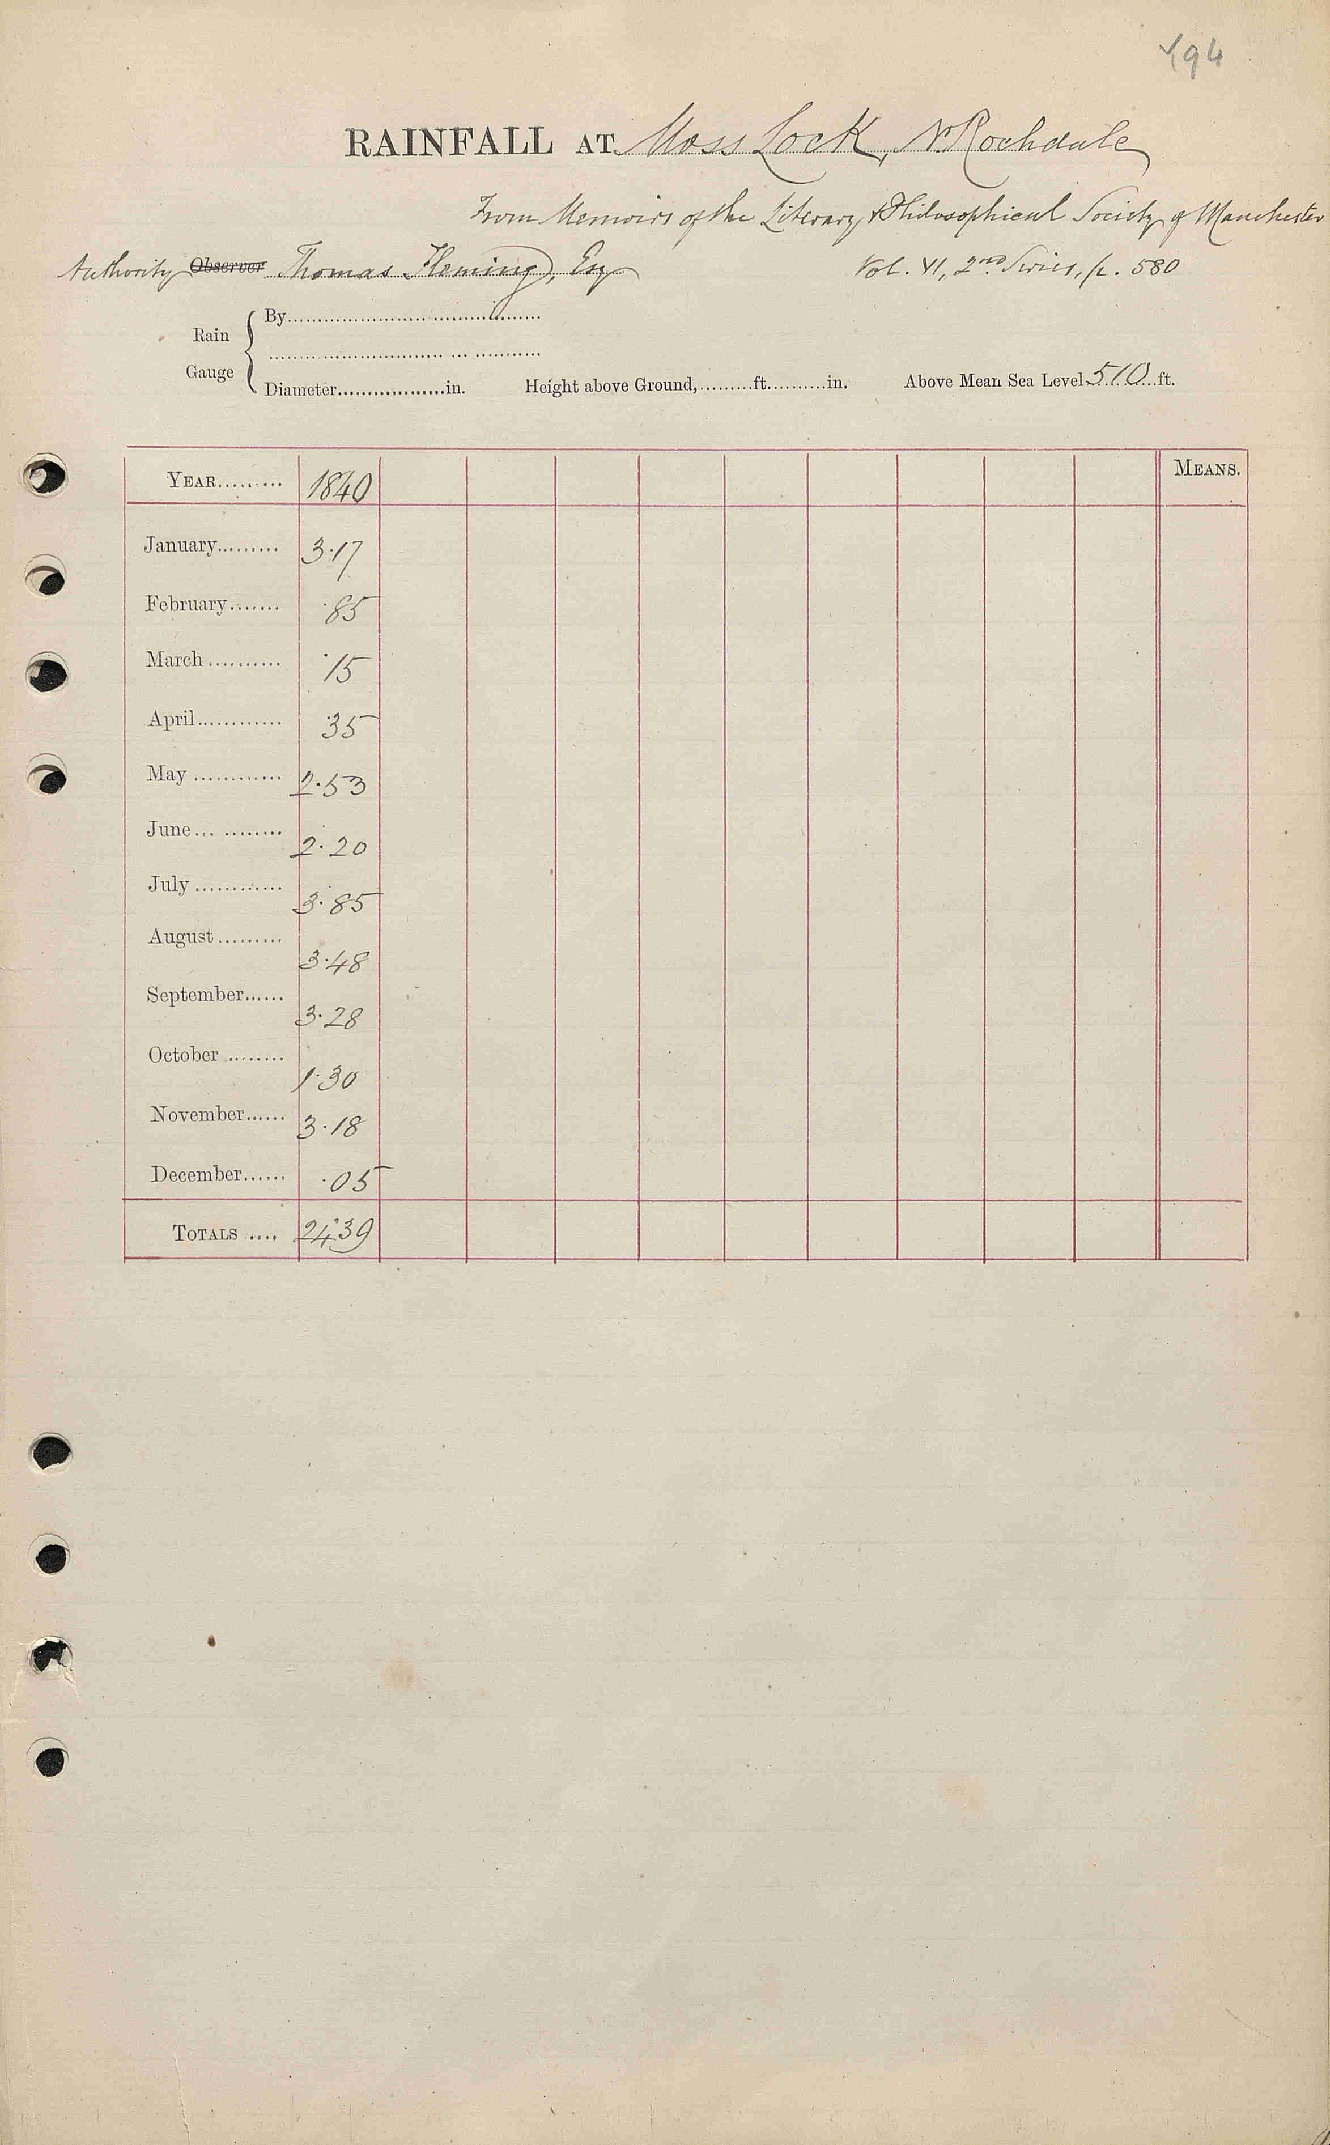 194
RAINFALL AT Moss Lock, Nr Rochdale
From Memoirs of the Literary & Philosophical Society of Manchester
Authority Observer Thomas Fleming, Esq Vol. VI, 2nd Series, p. 580
Rain Gauge { By
Diameter in. Height above Ground, ft. in. Above Mean Sea Level 510 ft.
YEAR 1840 MEANS.
January 3.17
February .85
March .15
April .35
May 2.53
June 2.20
July 3.85
August 3.48
September 3.28
October 1.30
November 3.18
December .05
TOTALS 24.39